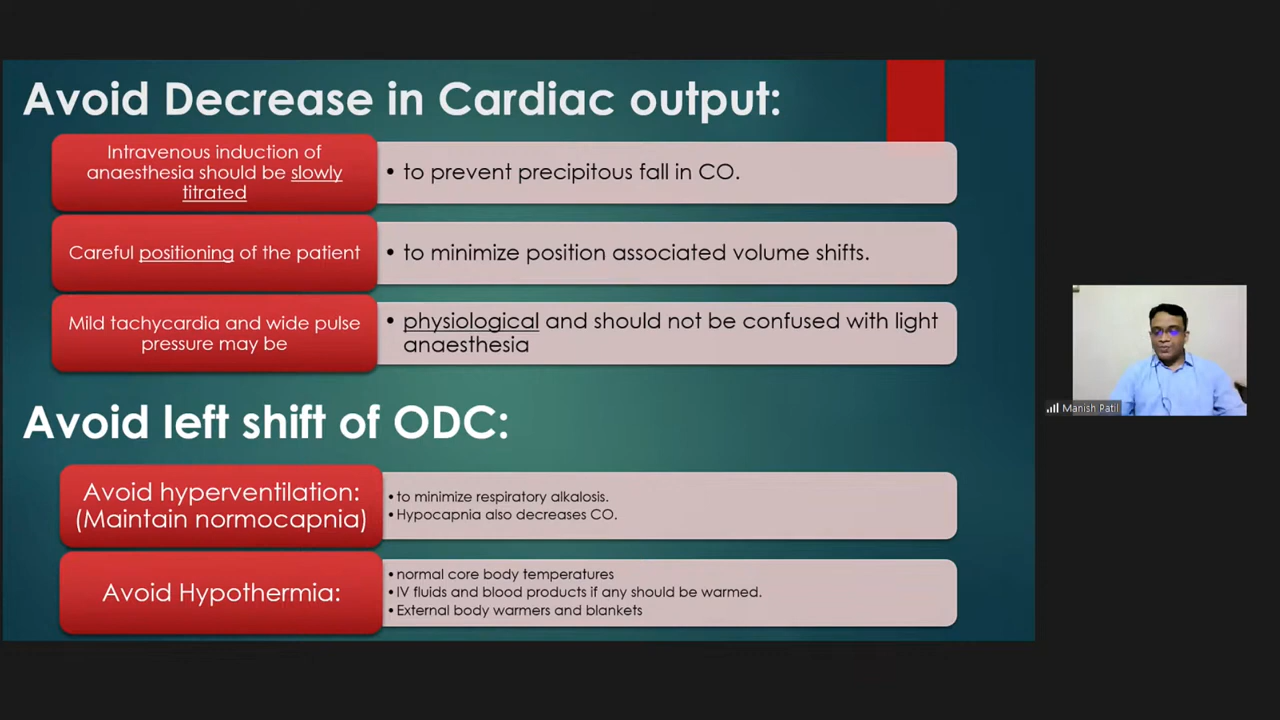 Avoid Decrease in Cardiac output:
Intravenous induction of
anaesthesia should be slowly
titrated
• to prevent precipitous fall in CO.
Careful positioning of the patient
• to minimize position associated volume shifts.
Mild tachycardia and wide pulse
pressure may be
• physiological and should not be confused with light
anaesthesia
Avoid left shift of ODC:
Avoid hyperventilation:
(Maintain normocapnia)
• to minimize respiratory alkalosis.
• Hypocapnia also decreases CO.
Avoid Hypothermia:
• normal core body temperatures
• IV fluids and blood products if any should be warmed.
• External body warmers and blankets
Manish Patil